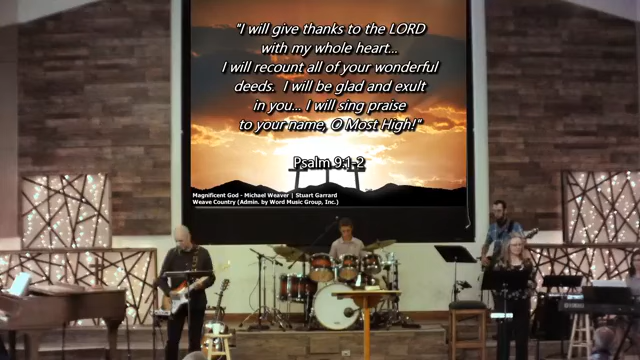 "I will give thanks to the LORD
with my whole heart...
I will recount all of your wonderful
deeds.  I will be glad and exult
in you... I will sing praise
to your name, O Most High!"
Psalm 9:1-2
Magnificent God - Michael Weaver | Stuart Garrard
Weave Country (Admin. by Word Music Group, Inc.)